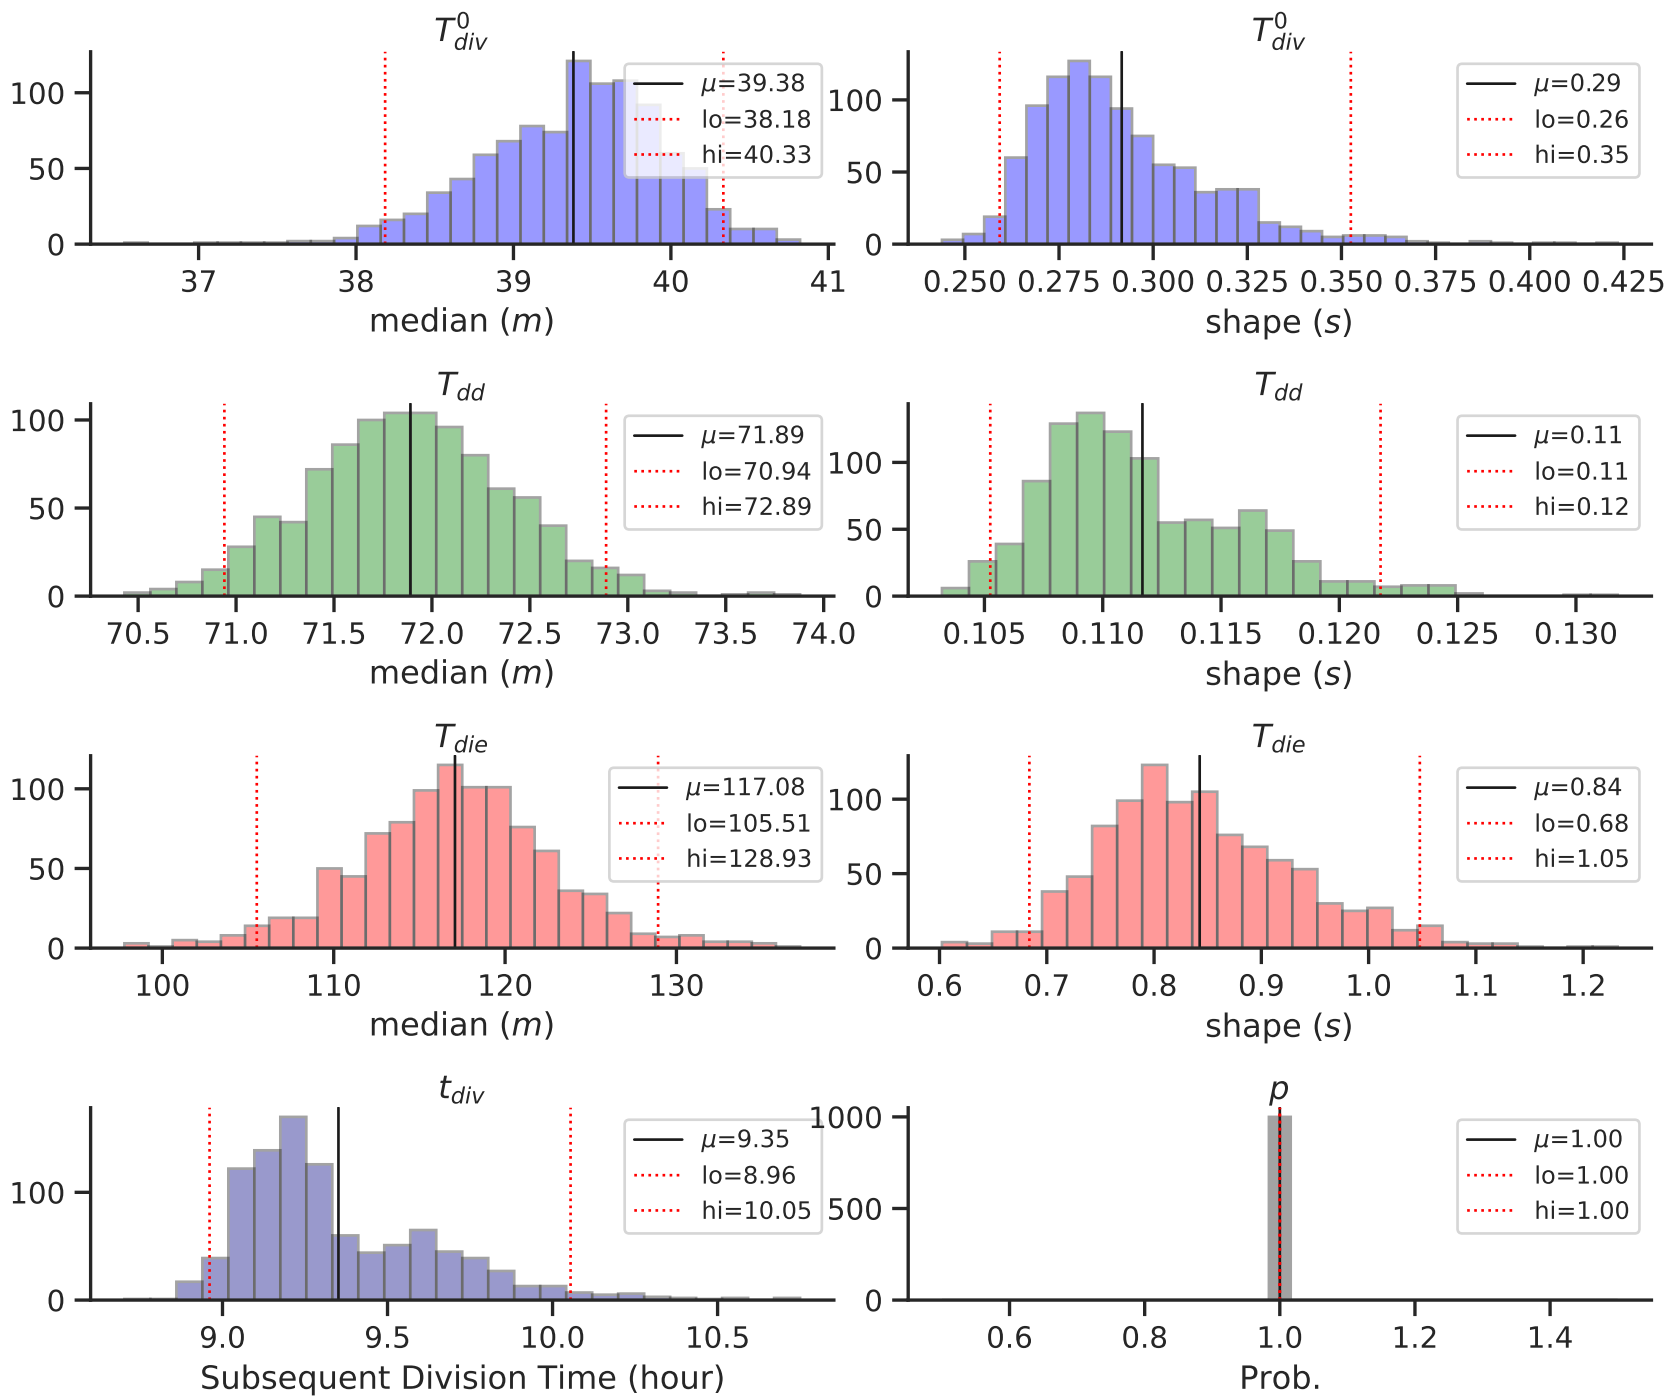 T⁰div
100
50
0
μ=39.38
lo=38.18
hi=40.33
37 38 39 40 41
median (m)
T⁰div
100
50
0
μ=0.29
lo=0.26
hi=0.35
0.250 0.275 0.300 0.325 0.350 0.375 0.400 0.425
shape (s)
Tdd
100
50
0
μ=71.89
lo=70.94
hi=72.89
70.5 71.0 71.5 72.0 72.5 73.0 73.5 74.0
median (m)
Tdd
100
50
0
μ=0.11
lo=0.11
hi=0.12
0.105 0.110 0.115 0.120 0.125 0.130
shape (s)
Tdie
100
50
0
μ=117.08
lo=105.51
hi=128.93
100 110 120 130
median (m)
Tdie
100
50
0
μ=0.84
lo=0.68
hi=1.05
0.6 0.7 0.8 0.9 1.0 1.1 1.2
shape (s)
tdiv
100
0
μ=9.35
lo=8.96
hi=10.05
9.0 9.5 10.0 10.5
Subsequent Division Time (hour)
p
1000
500
0
μ=1.00
lo=1.00
hi=1.00
0.6 0.8 1.0 1.2 1.4
Prob.